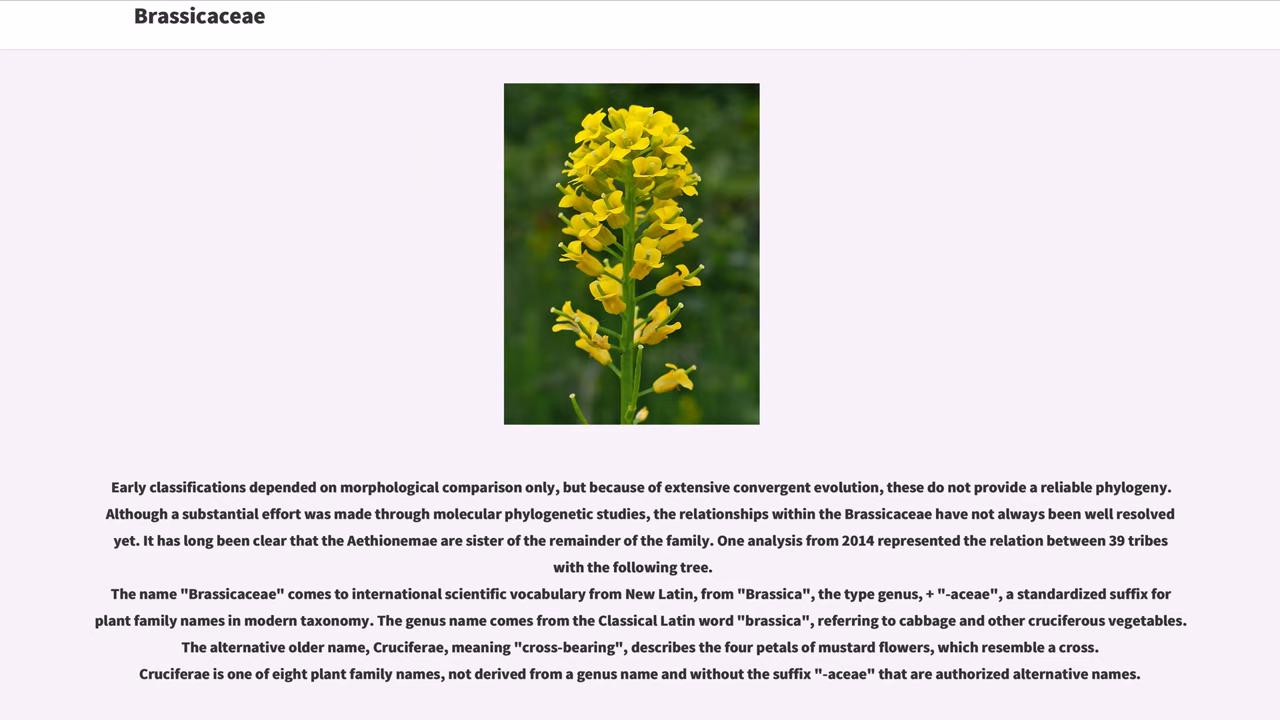 Brassicaceae
Early classifications depended on morphological comparison only, but because of extensive convergent evolution, these do not provide a reliable phylogeny.
Although a substantial effort was made through molecular phylogenetic studies, the relationships within the Brassicaceae have not always been well resolved
yet. It has long been clear that the Aethionemae are sister of the remainder of the family. One analysis from 2014 represented the relation between 39 tribes
with the following tree.
The name "Brassicaceae" comes to international scientific vocabulary from New Latin, from "Brassica", the type genus, + "-aceae", a standardized suffix for
plant family names in modern taxonomy. The genus name comes from the Classical Latin word "brassica", referring to cabbage and other cruciferous vegetables.
The alternative older name, Cruciferae, meaning "cross-bearing", describes the four petals of mustard flowers, which resemble a cross.
Cruciferae is one of eight plant family names, not derived from a genus name and without the suffix "-aceae" that are authorized alternative names.